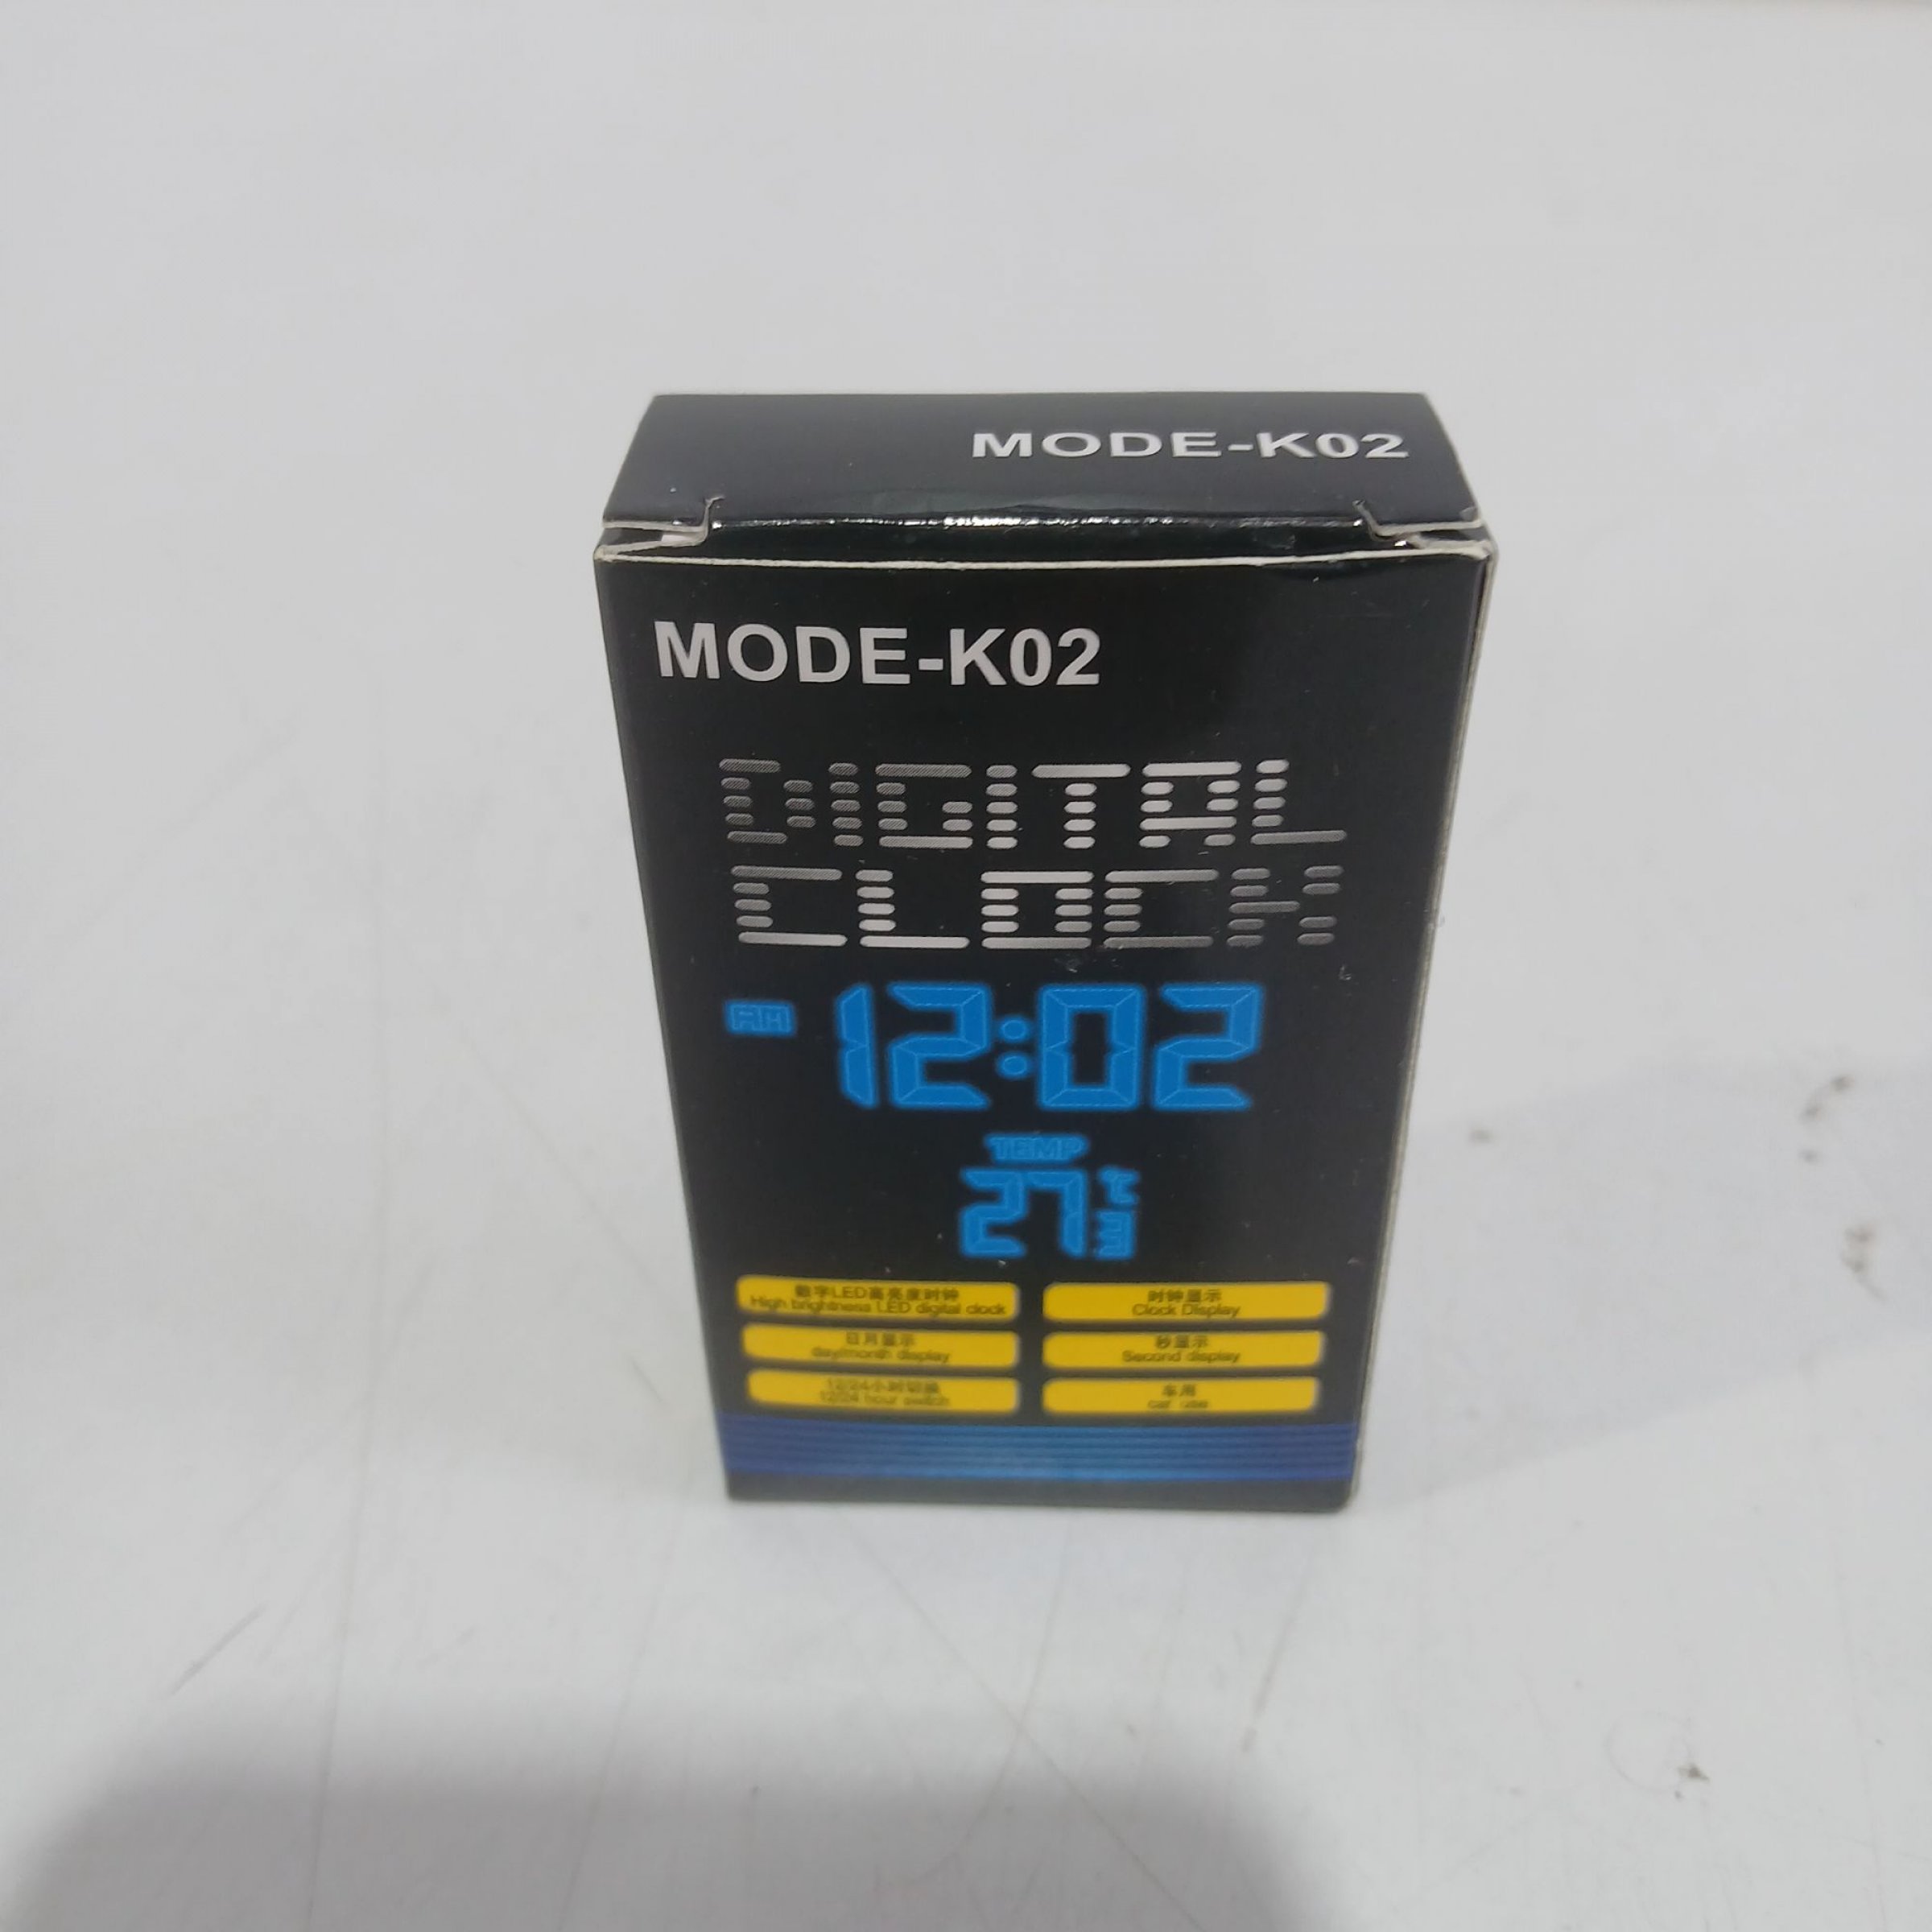 MODE-K02
MODE-K02
DIGITAL
CLOCK
AM 12:02
TEMP
27℃
数字LED高亮度时钟
High brightness LED digital clock
时钟显示
Clock Display
日月显示
day/month display
秒显示
Second display
12/24小时切换
12/24 hour switch
车用
car use